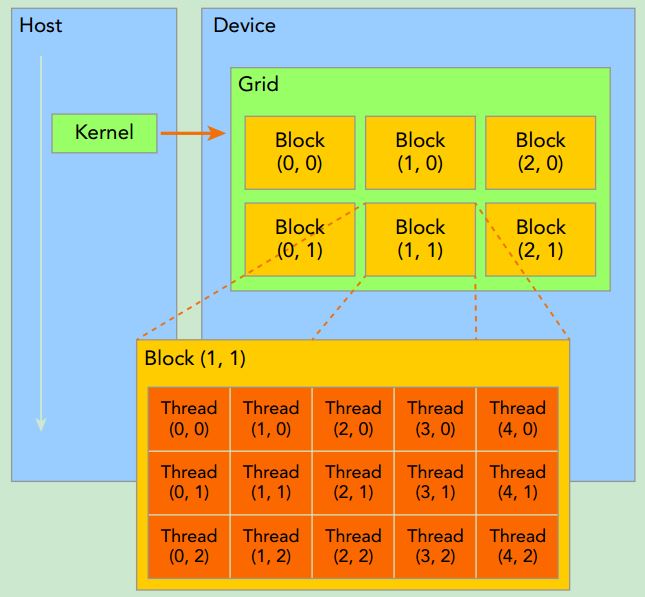 Host
Device
Grid
Kernel
Block
(0, 0)
Block
(1, 0)
Block
(2, 0)
Block
(0, 1)
Block
(1, 1)
Block
(2, 1)
Block (1, 1)
Thread
(0, 0)
Thread
(1, 0)
Thread
(2, 0)
Thread
(3, 0)
Thread
(4, 0)
Thread
(0, 1)
Thread
(1, 1)
Thread
(2, 1)
Thread
(3, 1)
Thread
(4, 1)
Thread
(0, 2)
Thread
(1, 2)
Thread
(2, 2)
Thread
(3, 2)
Thread
(4, 2)